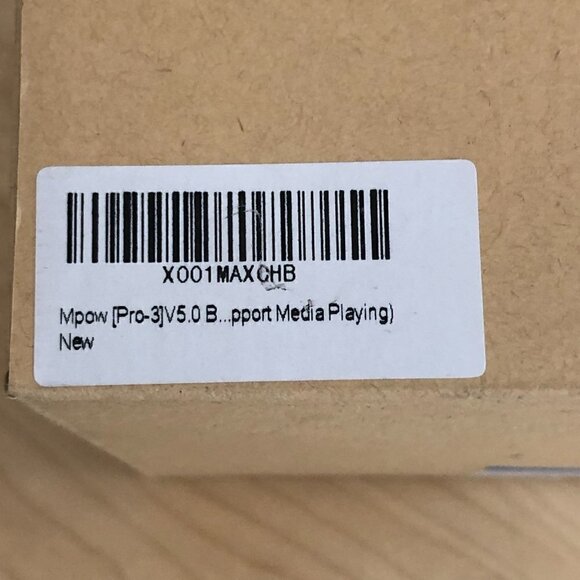 X001MAXCHB
Mpow [Pro-3]V5.0 B...pport Media Playing)
New